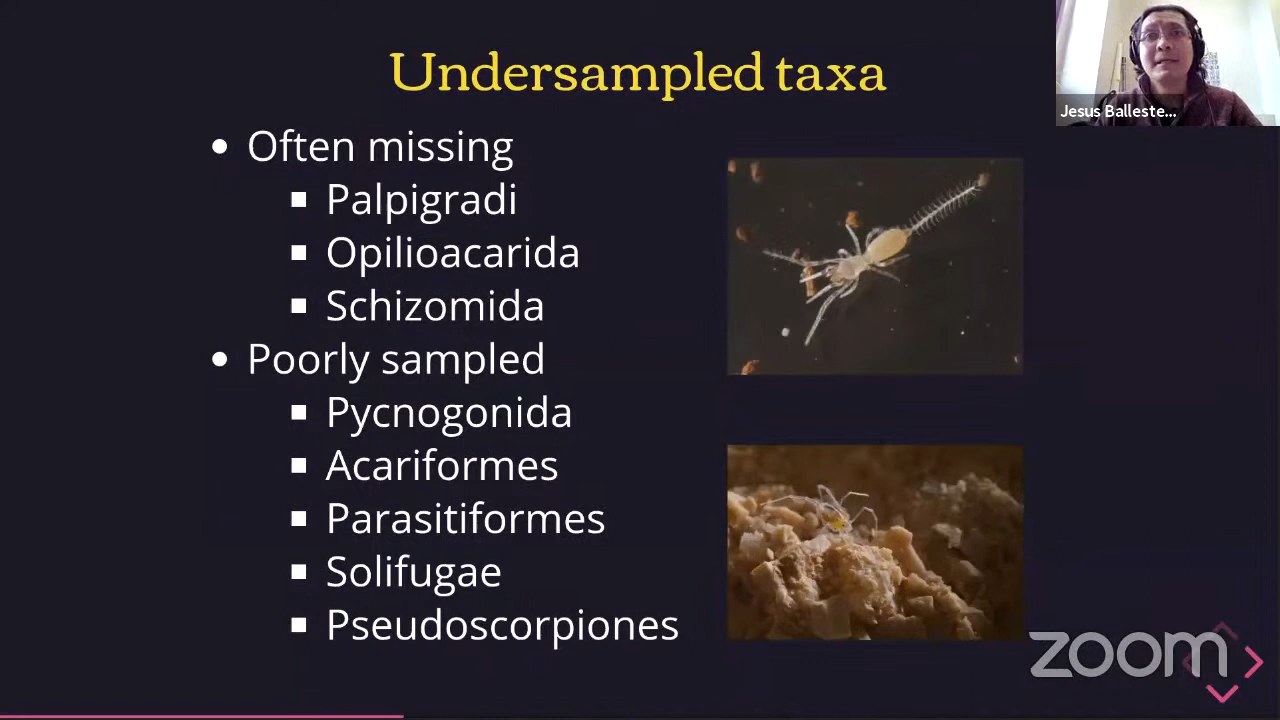 Undersampled taxa
Often missing
Palpigradi
Opilioacarida
Schizomida
Poorly sampled
Pycnogonida
Acariformes
Parasitiformes
Solifugae
Pseudoscorpiones
Jesus Balleste...
zoom